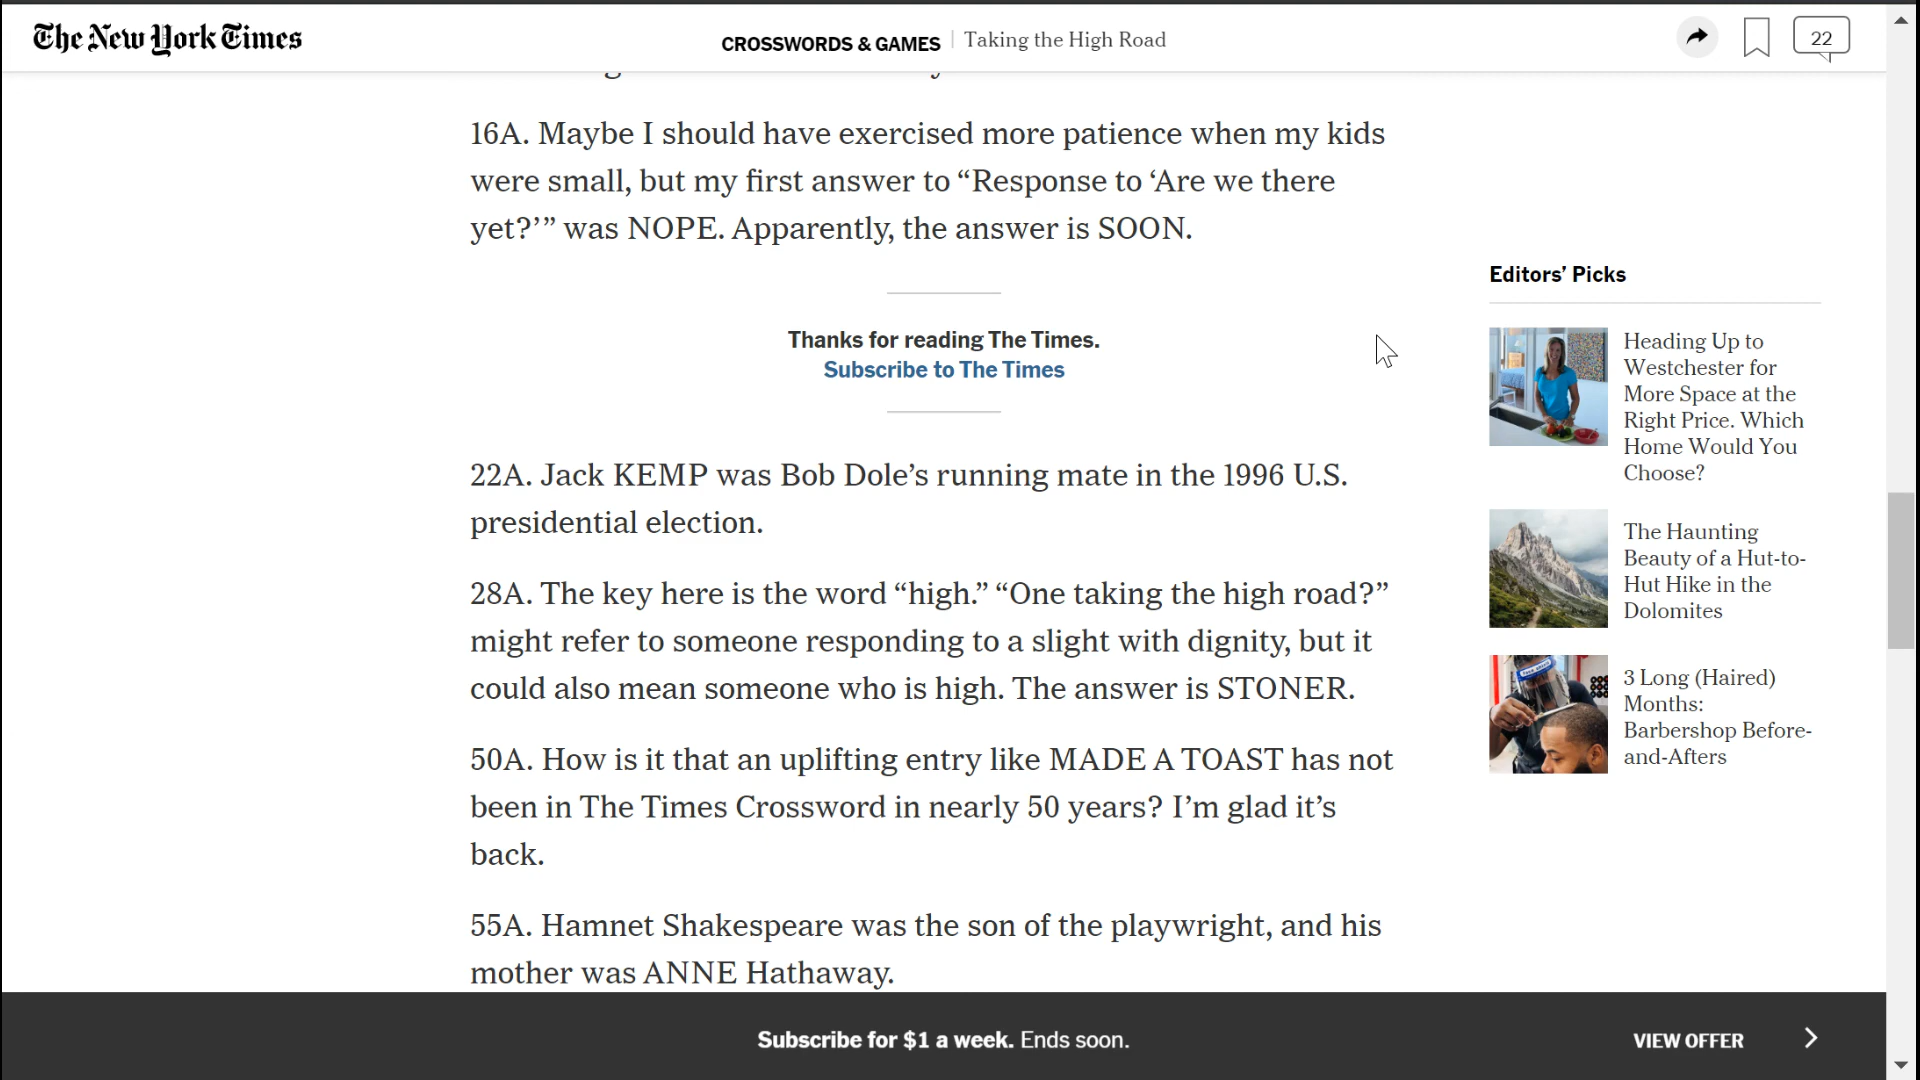 The New York Times
CROSSWORDS & GAMES
Taking the High Road
22
16A. Maybe I should have exercised more patience when my kids
were small, but my first answer to “Response to ‘Are we there
yet?’” was NOPE. Apparently, the answer is SOON.
Thanks for reading The Times.
Subscribe to The Times
22A. Jack KEMP was Bob Dole’s running mate in the 1996 U.S.
presidential election.
28A. The key here is the word “high.” “One taking the high road?”
might refer to someone responding to a slight with dignity, but it
could also mean someone who is high. The answer is STONER.
50A. How is it that an uplifting entry like MADE A TOAST has not
been in The Times Crossword in nearly 50 years? I’m glad it’s
back.
55A. Hamnet Shakespeare was the son of the playwright, and his
mother was ANNE Hathaway.
Editors’ Picks
Heading Up to
Westchester for
More Space at the
Right Price. Which
Home Would You
Choose?
The Haunting
Beauty of a Hut-to-
Hut Hike in the
Dolomites
3 Long (Haired)
Months:
Barbershop Before-
and-Afters
Subscribe for $1 a week. Ends soon.
VIEW OFFER